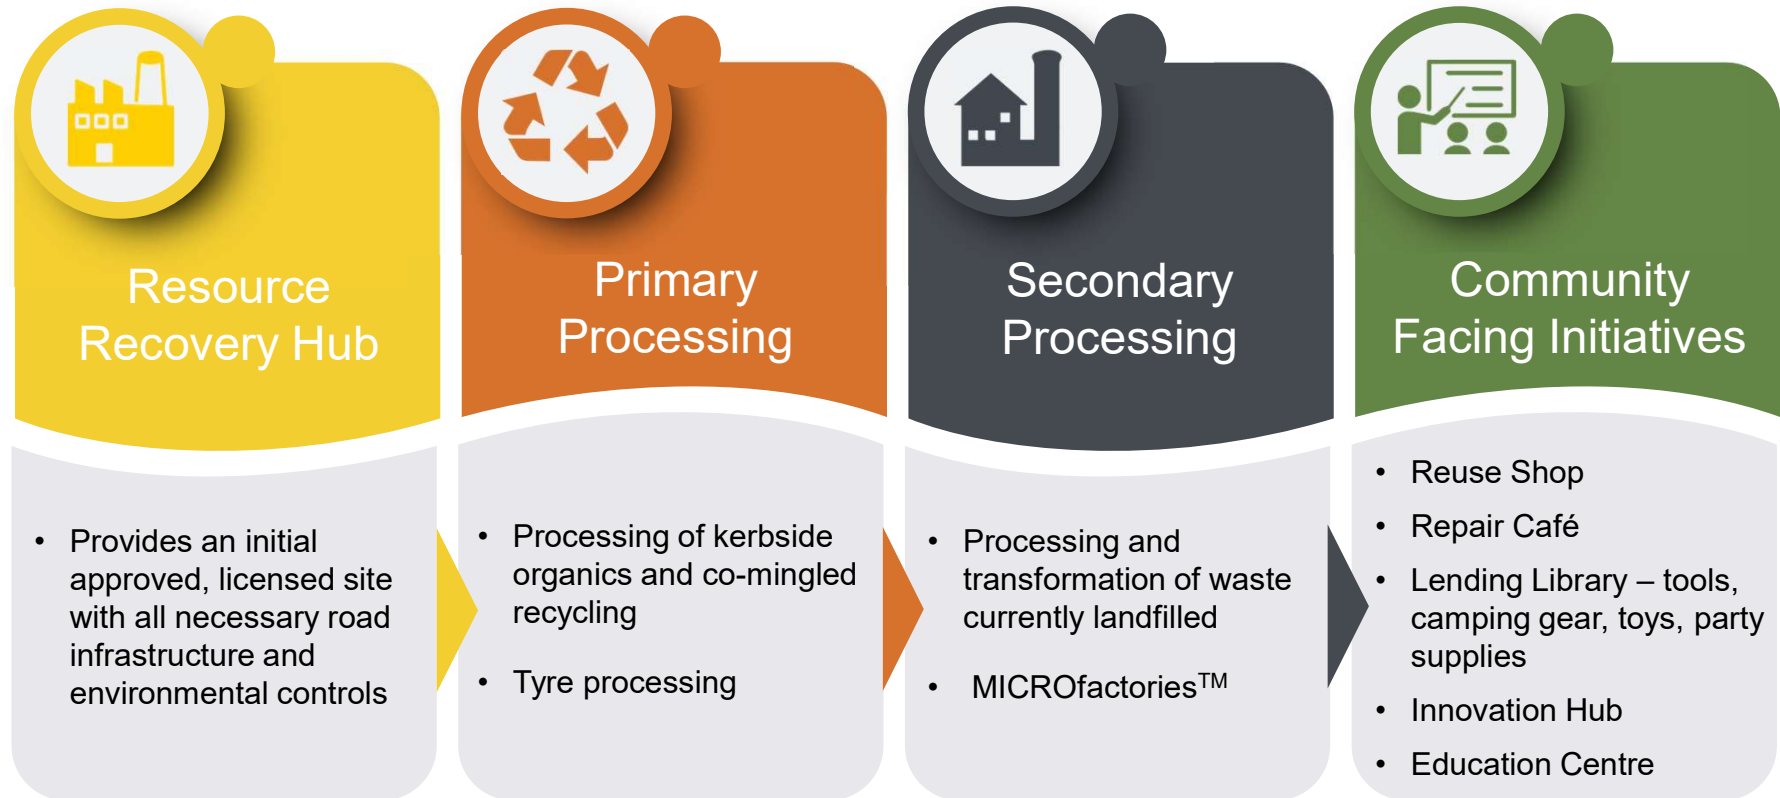 Resource
Recovery Hub
• Provides an initial
approved, licensed site
with all necessary road
infrastructure and
environmental controls
Primary
Processing
• Processing of kerbside
organics and co-mingled
recycling
• Tyre processing
Secondary
Processing
• Processing and
transformation of waste
currently landfilled
• MICROfactories™
Community
Facing Initiatives
• Reuse Shop
• Repair Café
• Lending Library – tools,
camping gear, toys, party
supplies
• Innovation Hub
• Education Centre